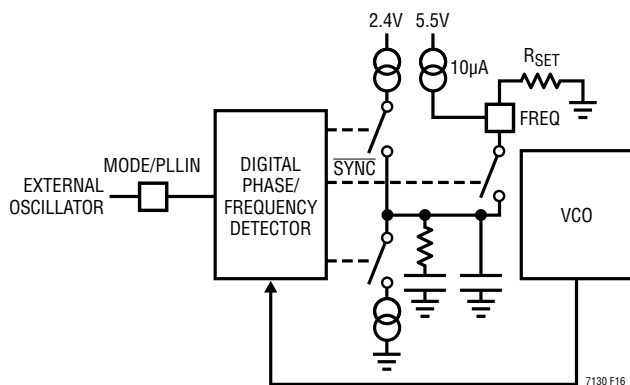 2.4V
5.5V
10µA
RSET
FREQ
MODE/PLLIN
EXTERNAL
OSCILLATOR
DIGITAL
PHASE/
FREQUENCY
DETECTOR
SYNC
VCO
7130 F16